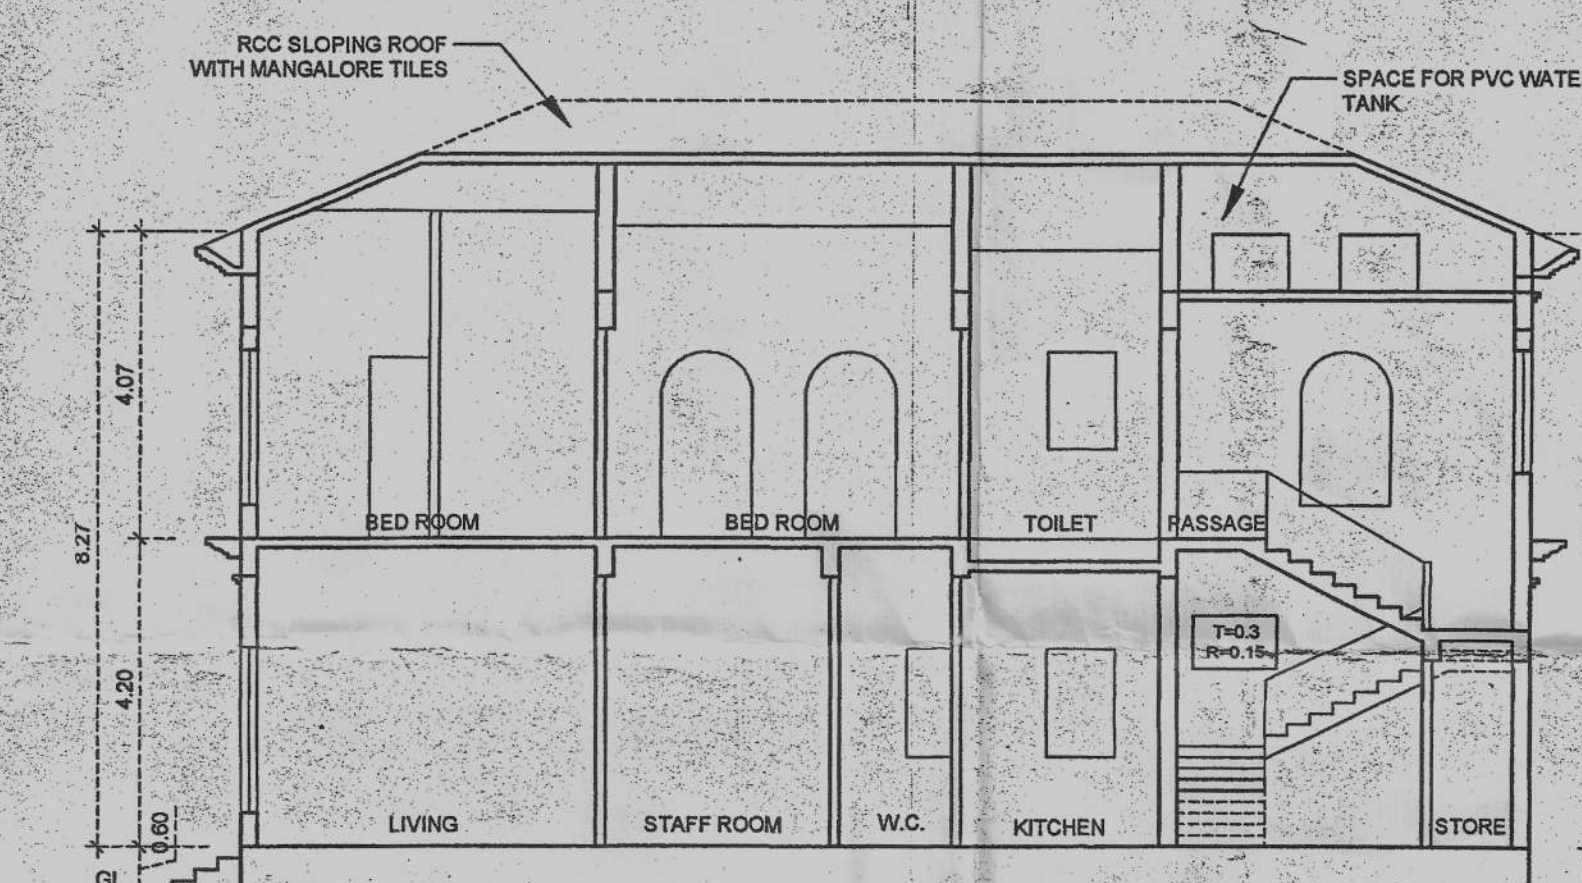 RCC SLOPING ROOF
WITH MANGALORE TILES
SPACE FOR PVC WATE
TANK
4.07
8.27
4.20
0.60
BED ROOM
BED ROOM
TOILET
PASSAGE
T=0.3
R=0.15
LIVING
STAFF ROOM
W.C.
KITCHEN
STORE
GL